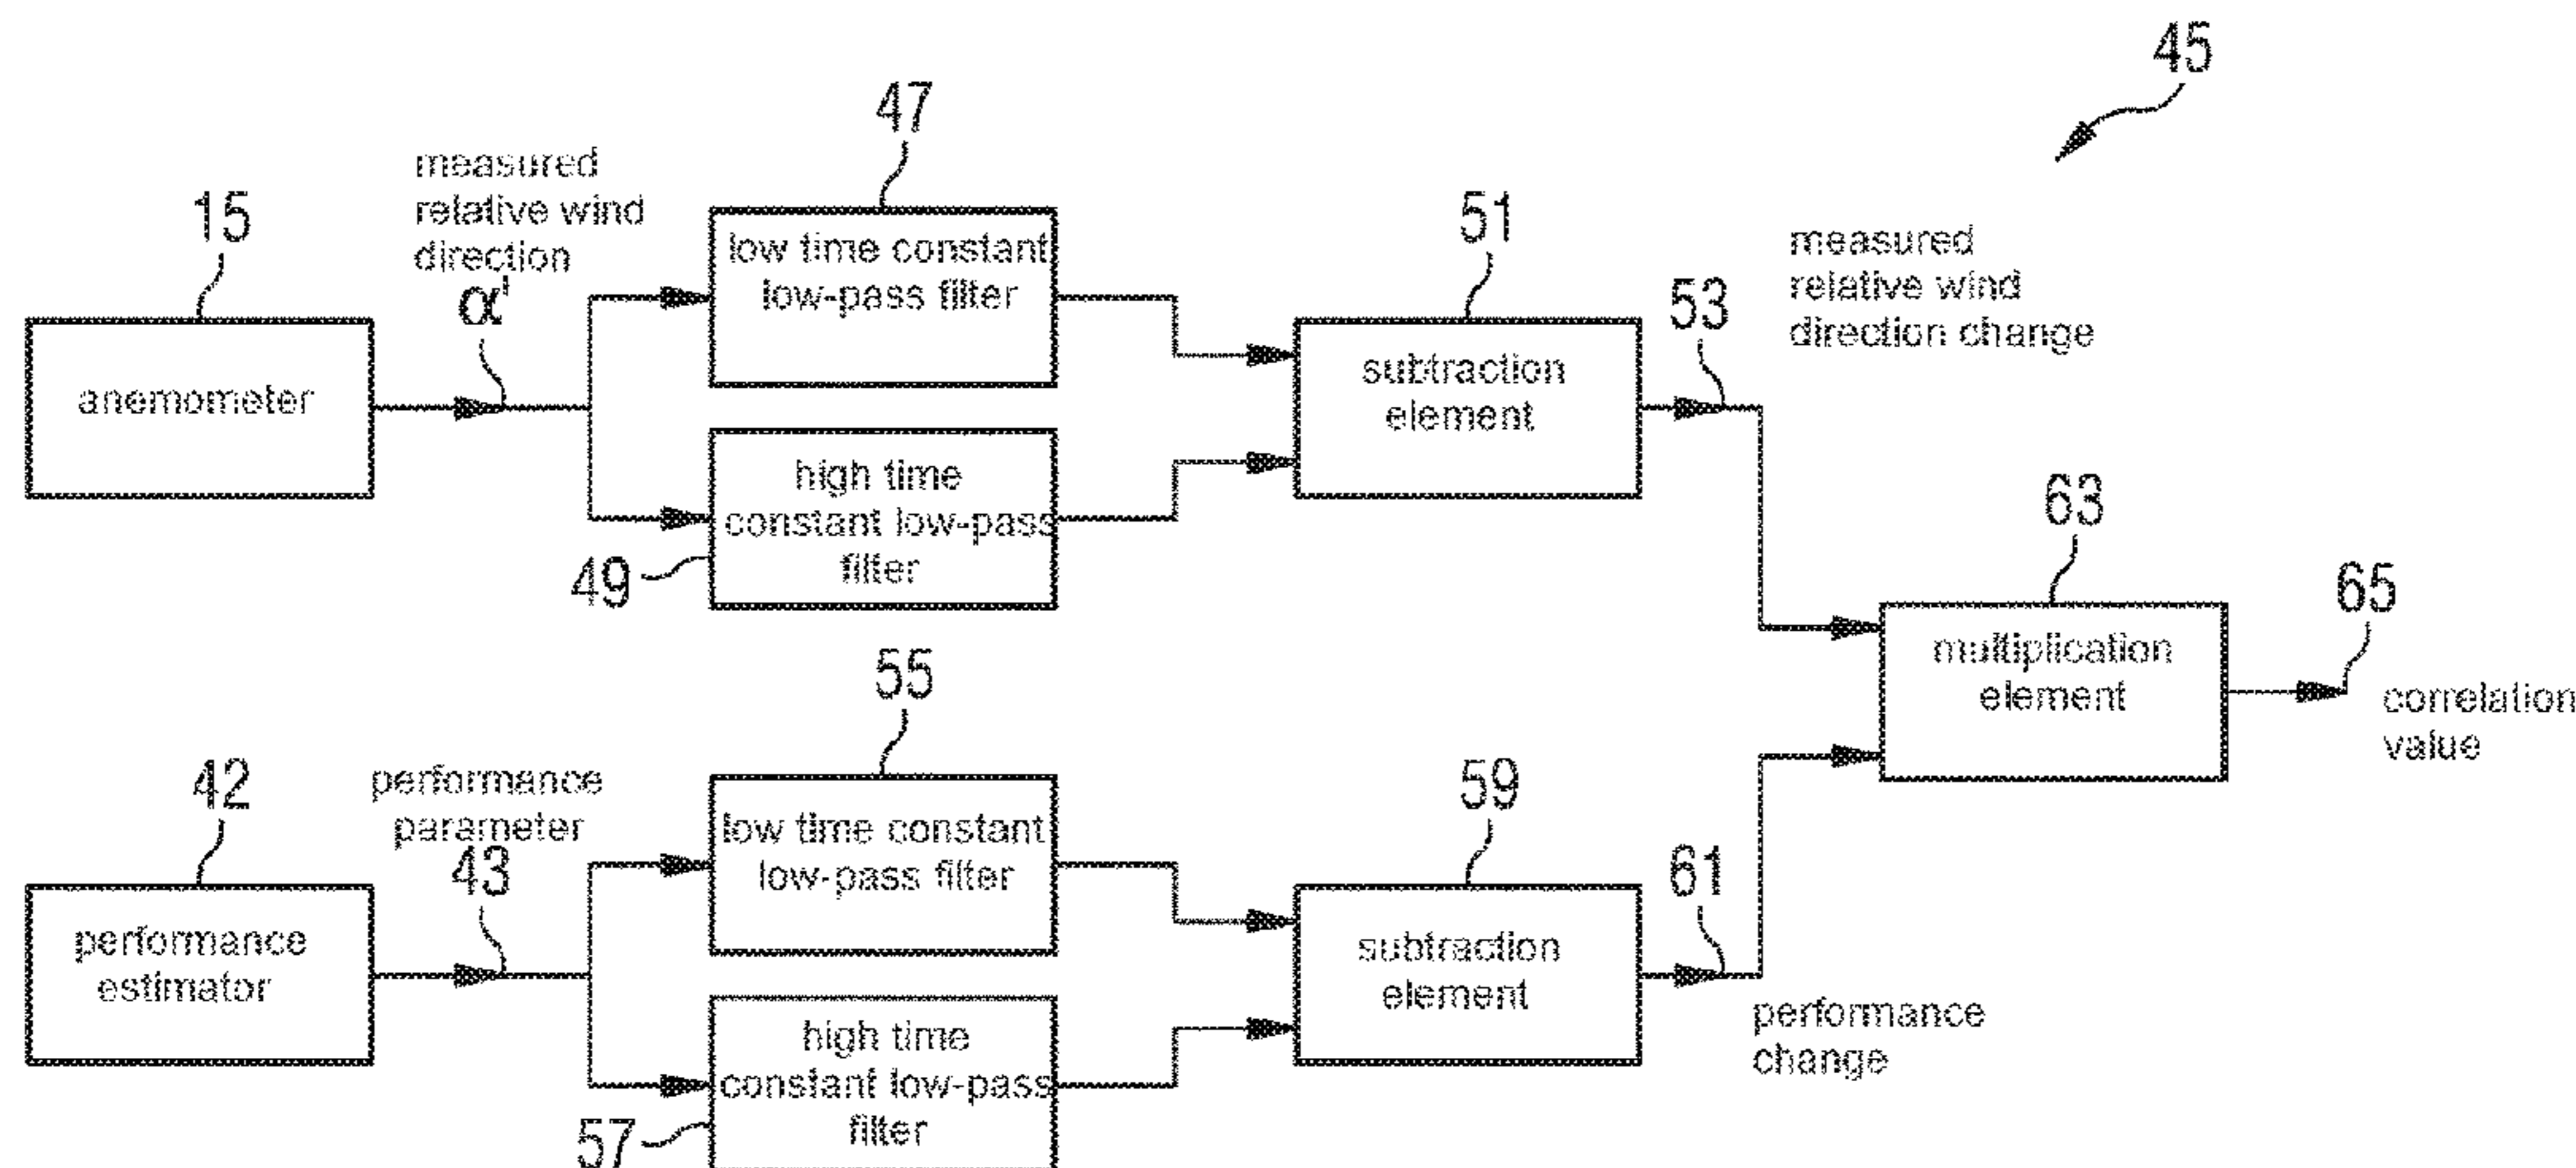 45
47
measured
relative wind
direction
α'
15
low time constant
low-pass filter
51
measured
relative wind
direction change
53
anemometer
subtraction
element
high time
constant low-pass
filter
49
63
65
multiplication
element
correlation
value
55
42
performance
parameter
43
low time constant
low-pass filter
59
61
performance
estimator
subtraction
element
performance
change
high time
constant low-pass
filter
57